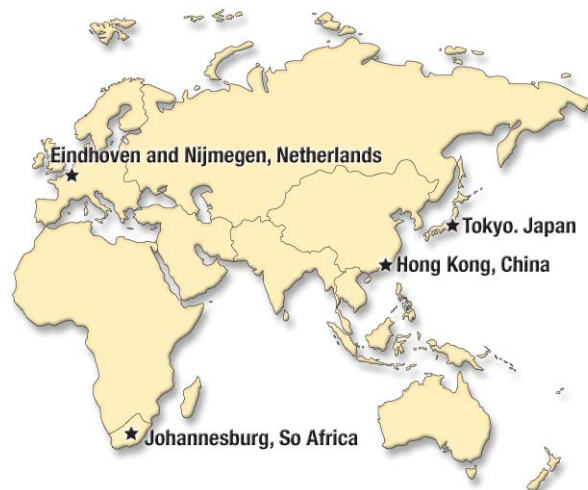 Eindhoven and Nijmegen, Netherlands
Tokyo. Japan
Hong Kong, China
Johannesburg, So Africa